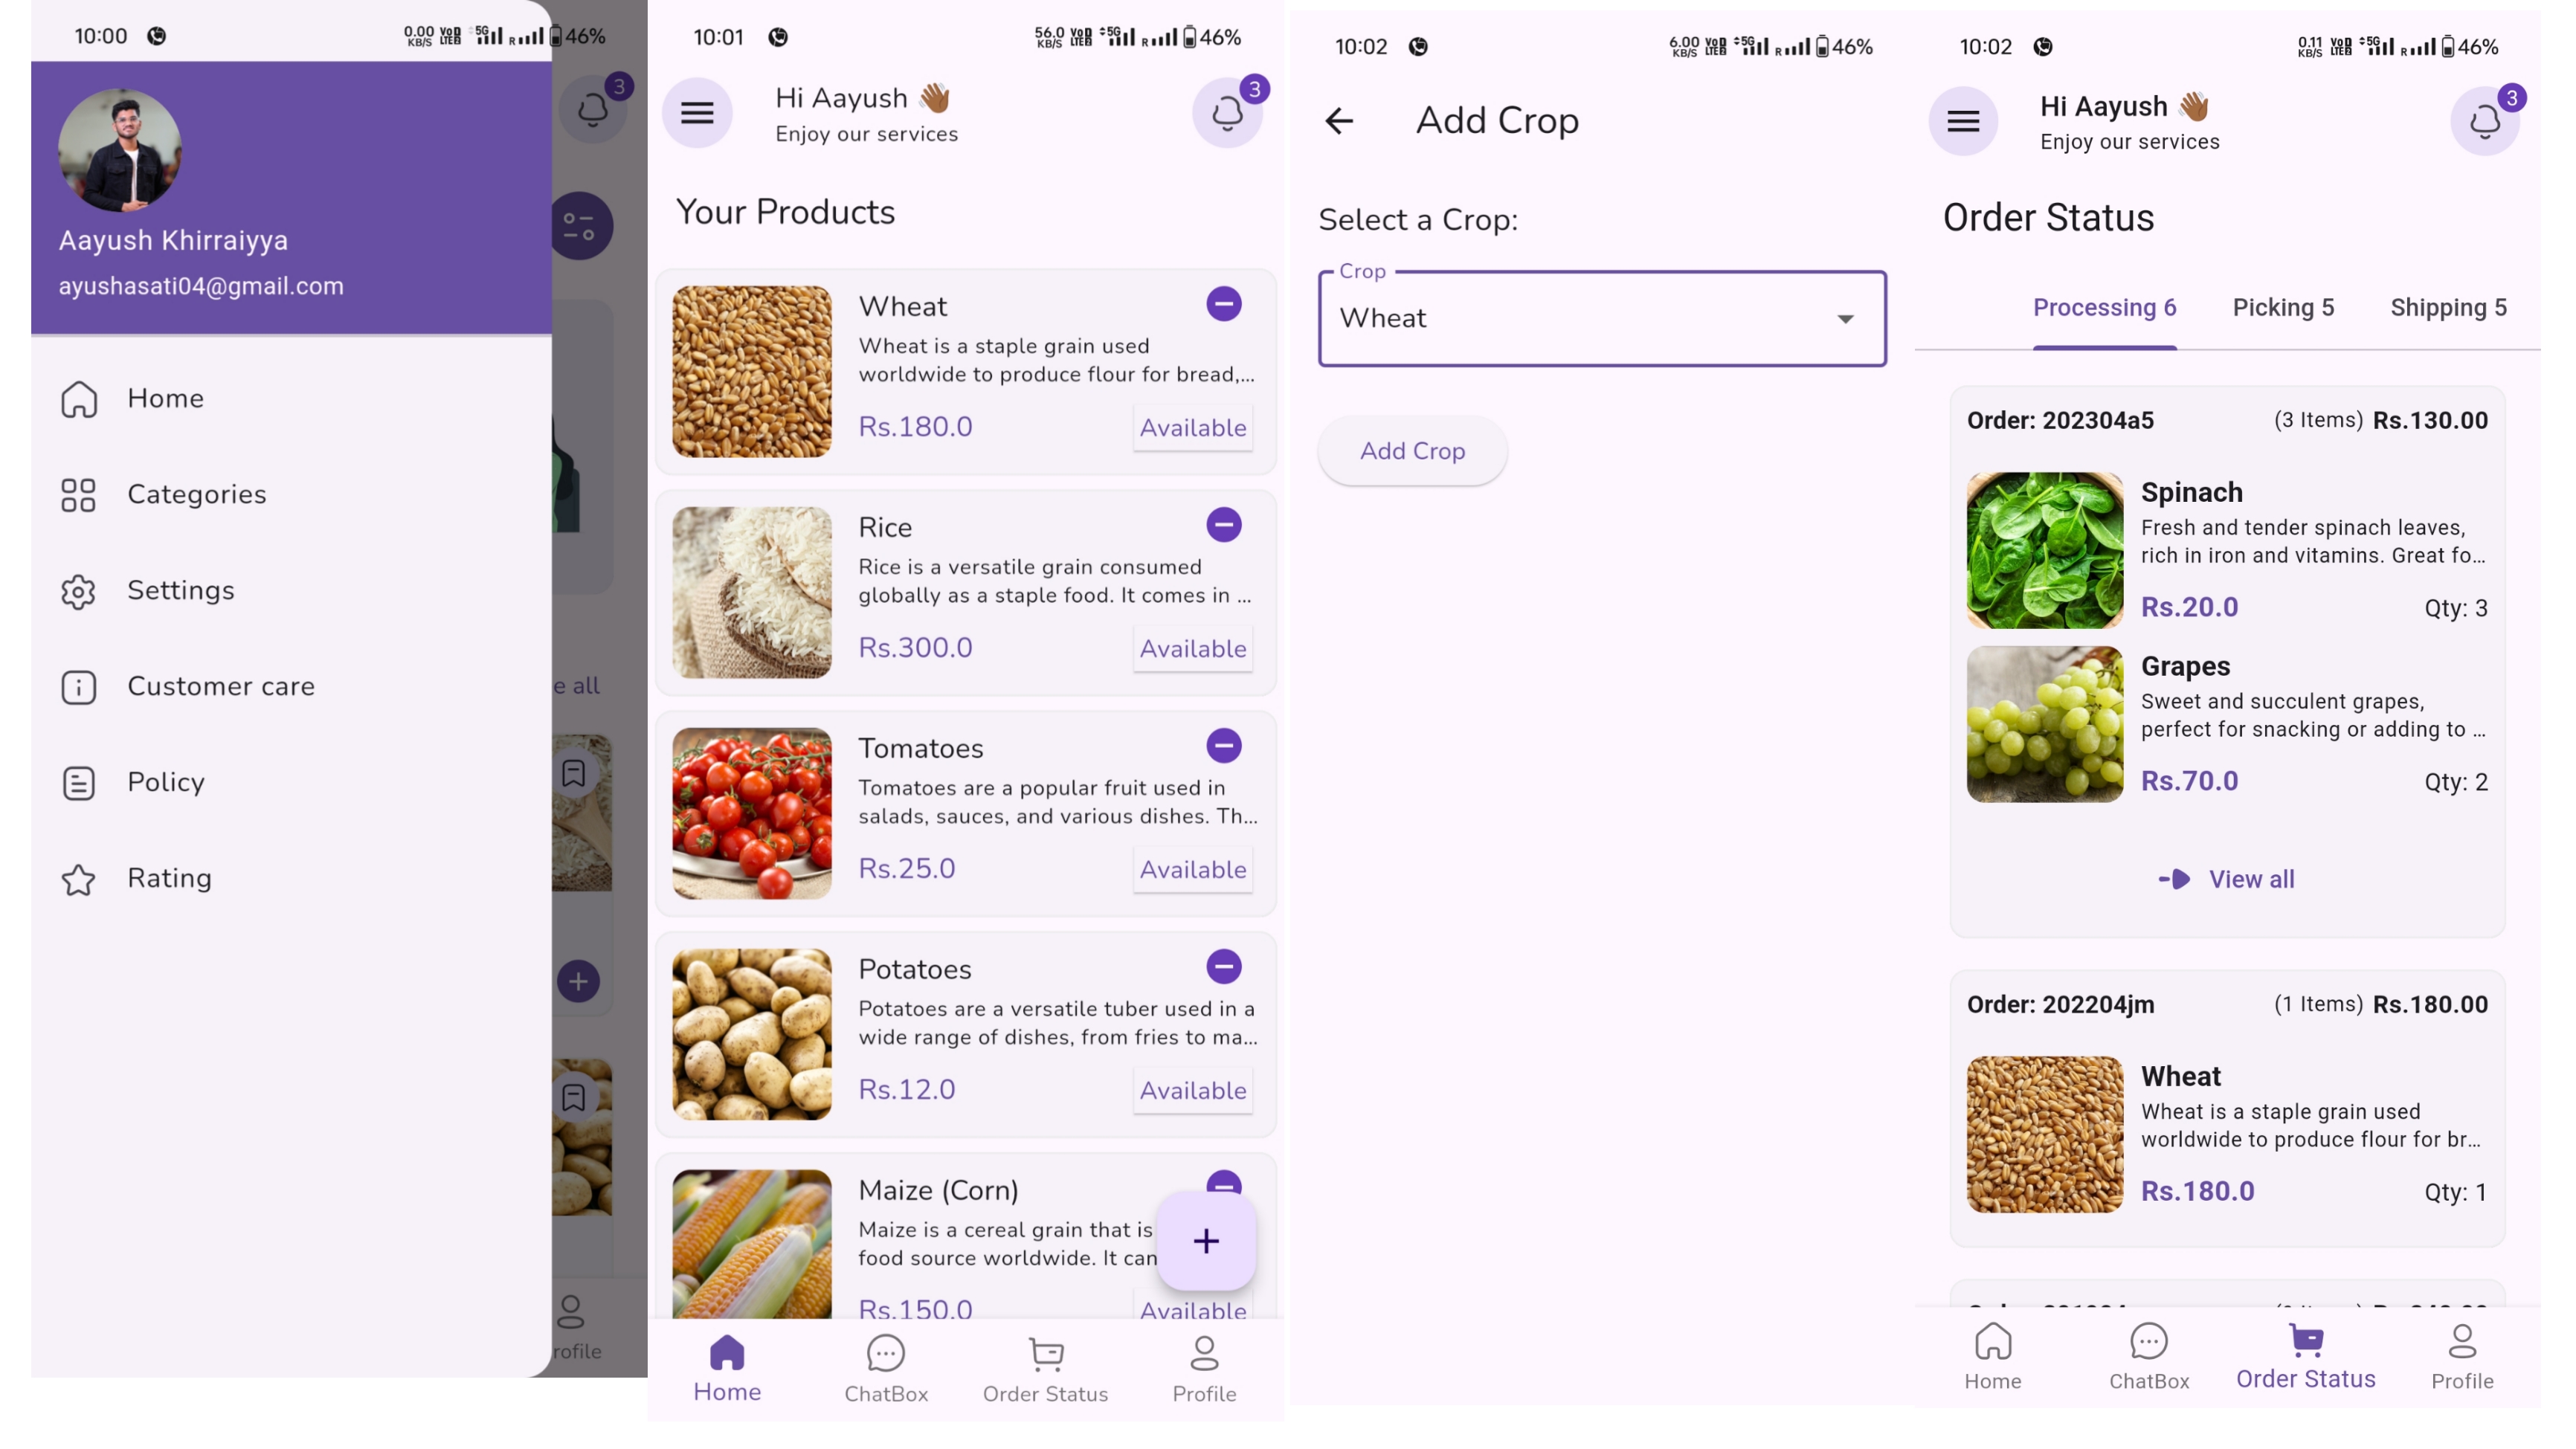 10:00
0.00 KB/S VoD LTE2 5G R 46%
3
Aayush Khirraiyya
ayushasati04@gmail.com
Home
Categories
Settings
Customer care
Policy
Rating
e all
rofile
10:01
56.0 KB/S VoD LTE2 5G R 46%
Hi Aayush 👋🏾
Enjoy our services
3
Your Products
Wheat
Wheat is a staple grain used
worldwide to produce flour for bread,...
Rs.180.0
Available
Rice
Rice is a versatile grain consumed
globally as a staple food. It comes in ...
Rs.300.0
Available
Tomatoes
Tomatoes are a popular fruit used in
salads, sauces, and various dishes. Th...
Rs.25.0
Available
Potatoes
Potatoes are a versatile tuber used in a
wide range of dishes, from fries to ma...
Rs.12.0
Available
Maize (Corn)
Maize is a cereal grain that is
food source worldwide. It can
Rs.150.0
Available
+
Home
ChatBox
Order Status
Profile
10:02
6.00 KB/S VoD LTE2 5G R 46%
Add Crop
Select a Crop:
Crop
Wheat
Add Crop
10:02
0.11 KB/S VoD LTE2 5G R 46%
Hi Aayush 👋🏾
Enjoy our services
3
Order Status
Processing 6
Picking 5
Shipping 5
Order: 202304a5
(3 Items) Rs.130.00
Spinach
Fresh and tender spinach leaves,
rich in iron and vitamins. Great fo...
Rs.20.0
Qty: 3
Grapes
Sweet and succulent grapes,
perfect for snacking or adding to ...
Rs.70.0
Qty: 2
View all
Order: 202204jm
(1 Items) Rs.180.00
Wheat
Wheat is a staple grain used
worldwide to produce flour for br...
Rs.180.0
Qty: 1
Home
ChatBox
Order Status
Profile